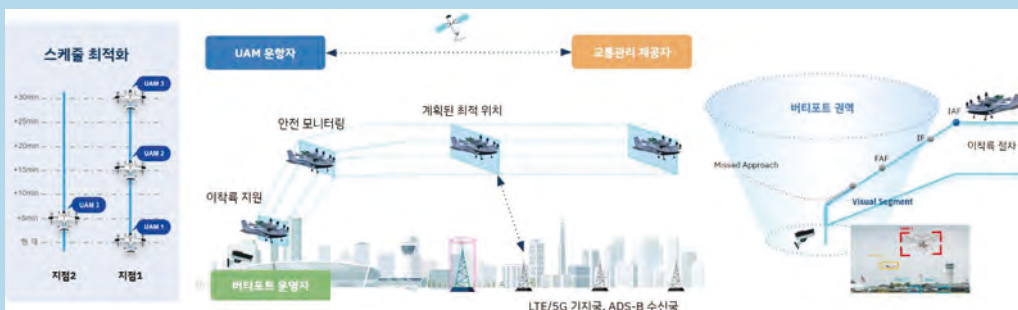 스케줄 최적화
UAM 3
+30min
+25min
+20min
UAM 2
+15min
+10min
UAM 3
+5min
UAM 1
현 재
지점2
지점1
UAM 운항자
교통관리 제공자
안전 모니터링
계획된 최적 위치
이착륙 지원
버티포트 운영자
LTE/5G 기지국, ADS-B 수신국
버티포트 권역
IAF
IF
이착륙 절차
FAF
Missed Approach
Visual Segment